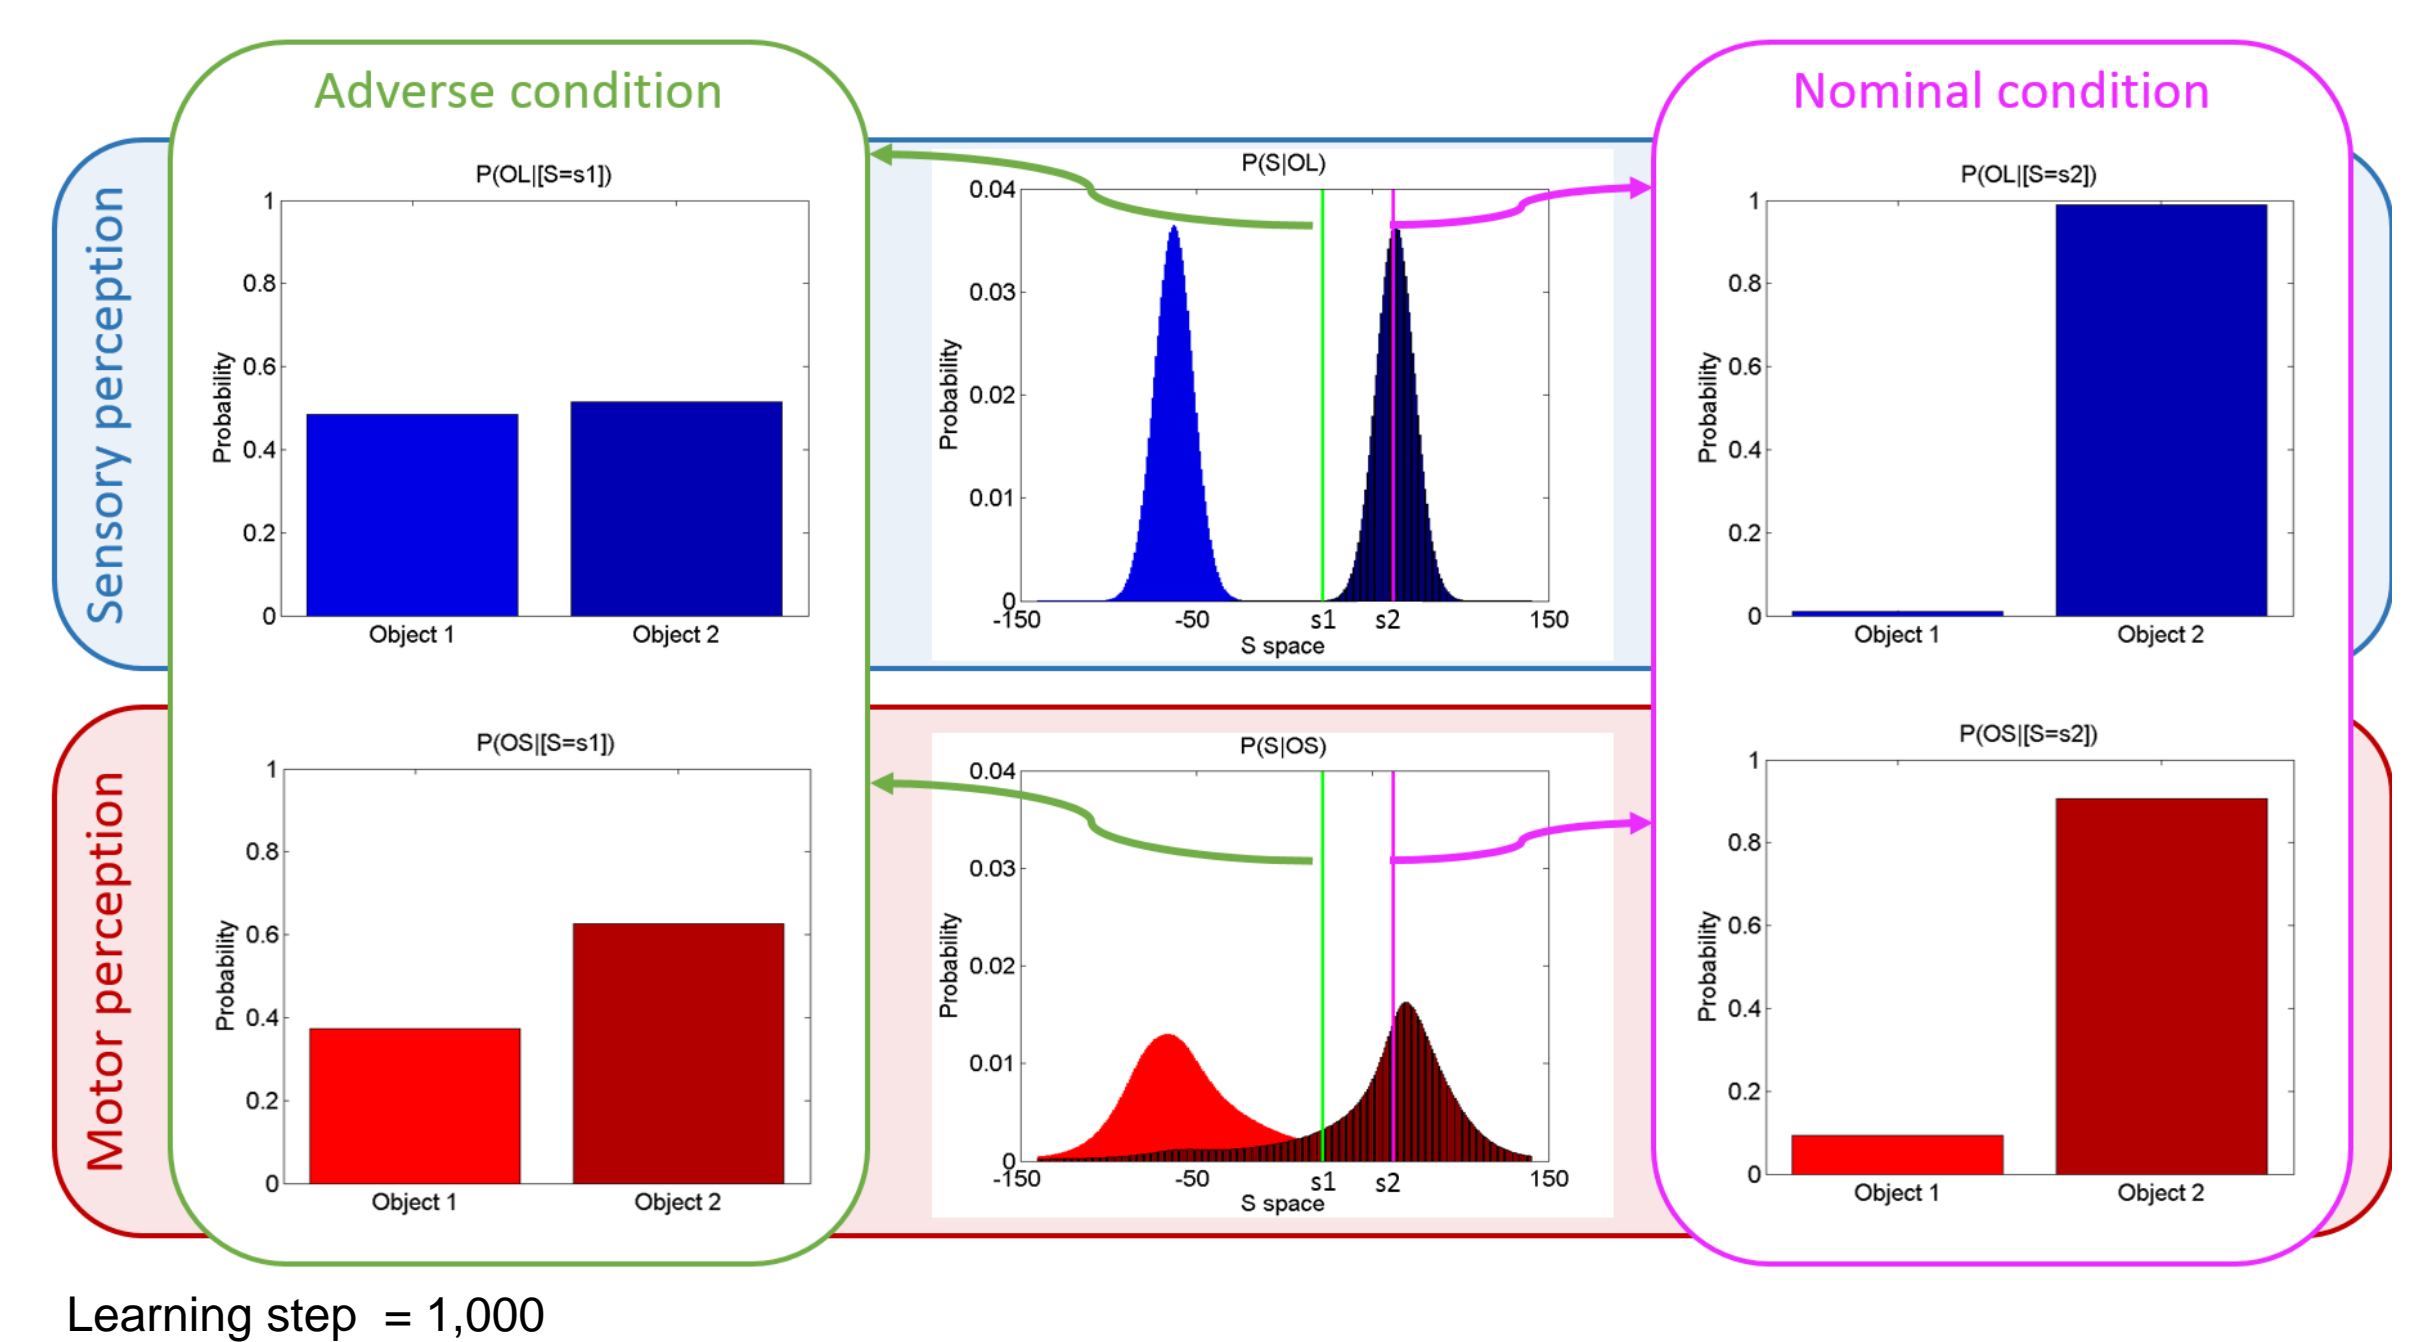 Adverse condition
Nominal condition
Sensory perception
P(OL|[S=s1])
1
0.8
0.6
0.4
0.2
0
Probability
Object 1 Object 2
P(S|OL)
0.04
0.03
0.02
0.01
0
Probability
-150 -50 s1 s2 150
S space
P(OL|[S=s2])
1
0.8
0.6
0.4
0.2
0
Probability
Object 1 Object 2
Motor perception
P(OS|[S=s1])
1
0.8
0.6
0.4
0.2
0
Probability
Object 1 Object 2
P(S|OS)
0.04
0.03
0.02
0.01
0
Probability
-150 -50 s1 s2 150
S space
P(OS|[S=s2])
1
0.8
0.6
0.4
0.2
0
Probability
Object 1 Object 2
Learning step = 1,000